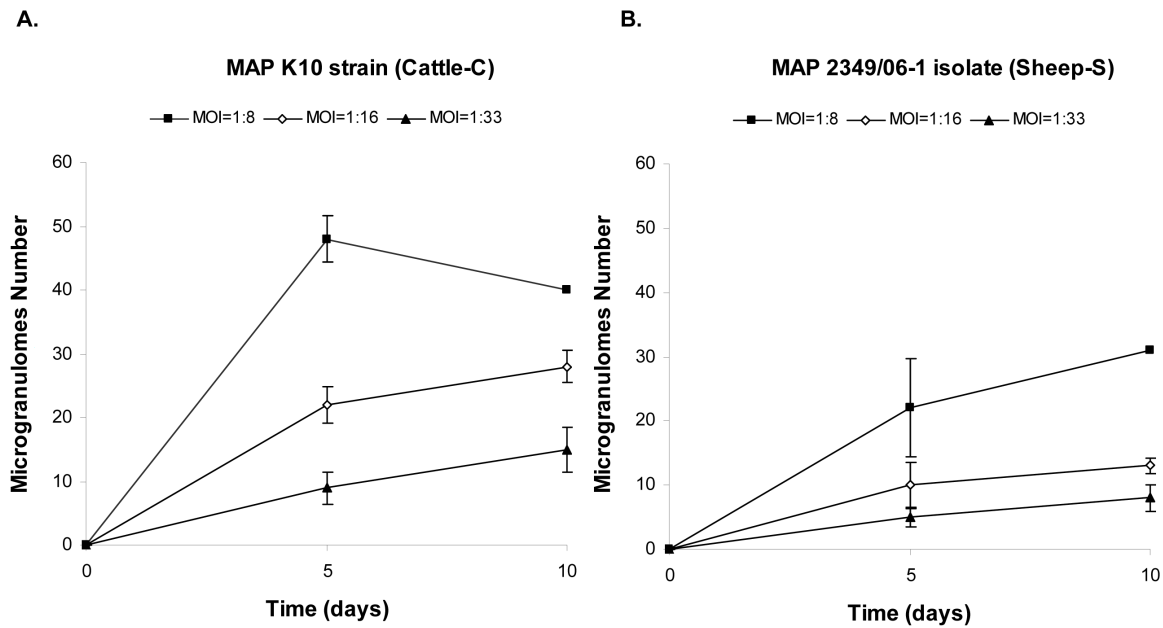 A.
MAP K10 strain (Cattle-C)
MOI=1:8 MOI=1:16 MOI=1:33
Microgranulomes Number
60
50
40
30
20
10
0
0 5 10
Time (days)
B.
MAP 2349/06-1 isolate (Sheep-S)
MOI=1:8 MOI=1:16 MOI=1:33
Microgranulomes Number
60
50
40
30
20
10
0
0 5 10
Time (days)